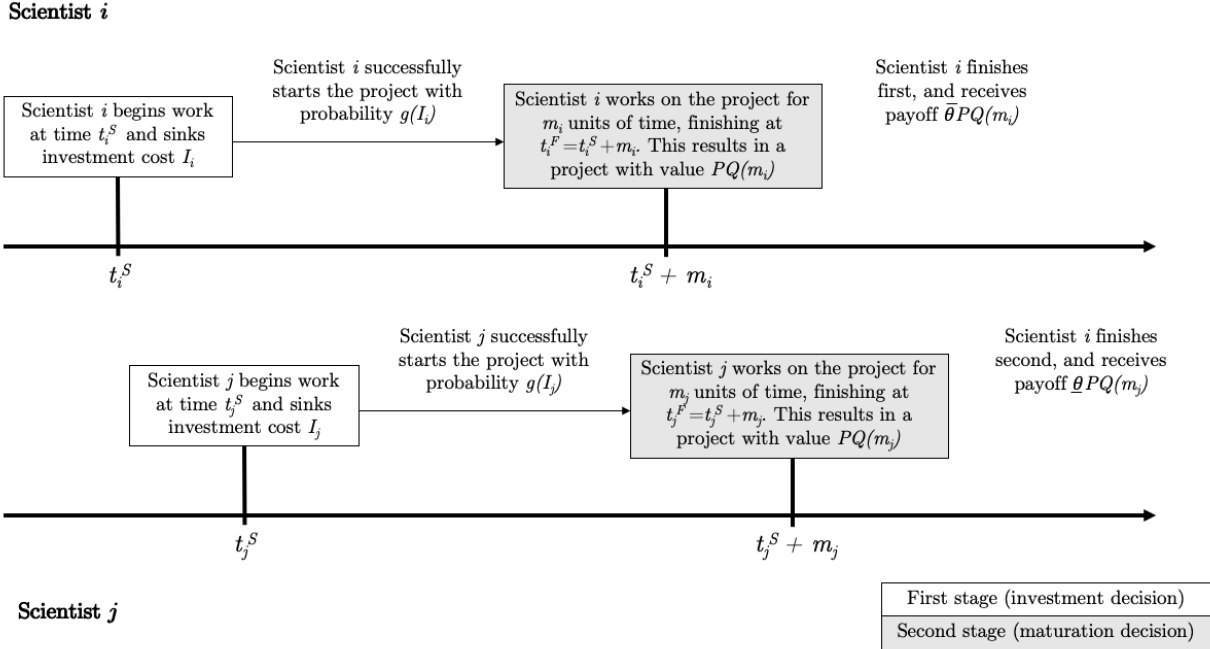 Scientist i
Scientist i begins work
at time t_i^S and sinks
investment cost I_i
Scientist i successfully
starts the project with
probability g(I_i)
Scientist i works on the project for
m_i units of time, finishing at
t_i^F=t_i^S+m_i. This results in a
project with value PQ(m_i)
Scientist i finishes
first, and receives
payoff θ̅PQ(m_i)
t_i^S
t_i^S + m_i
Scientist j begins work
at time t_j^S and sinks
investment cost I_j
Scientist j successfully
starts the project with
probability g(I_j)
Scientist j works on the project for
m_j units of time, finishing at
t_j^F=t_j^S+m_j. This results in a
project with value PQ(m_j)
Scientist i finishes
second, and receives
payoff θ̲PQ(m_j)
t_j^S
t_j^S + m_j
Scientist j
First stage (investment decision)
Second stage (maturation decision)